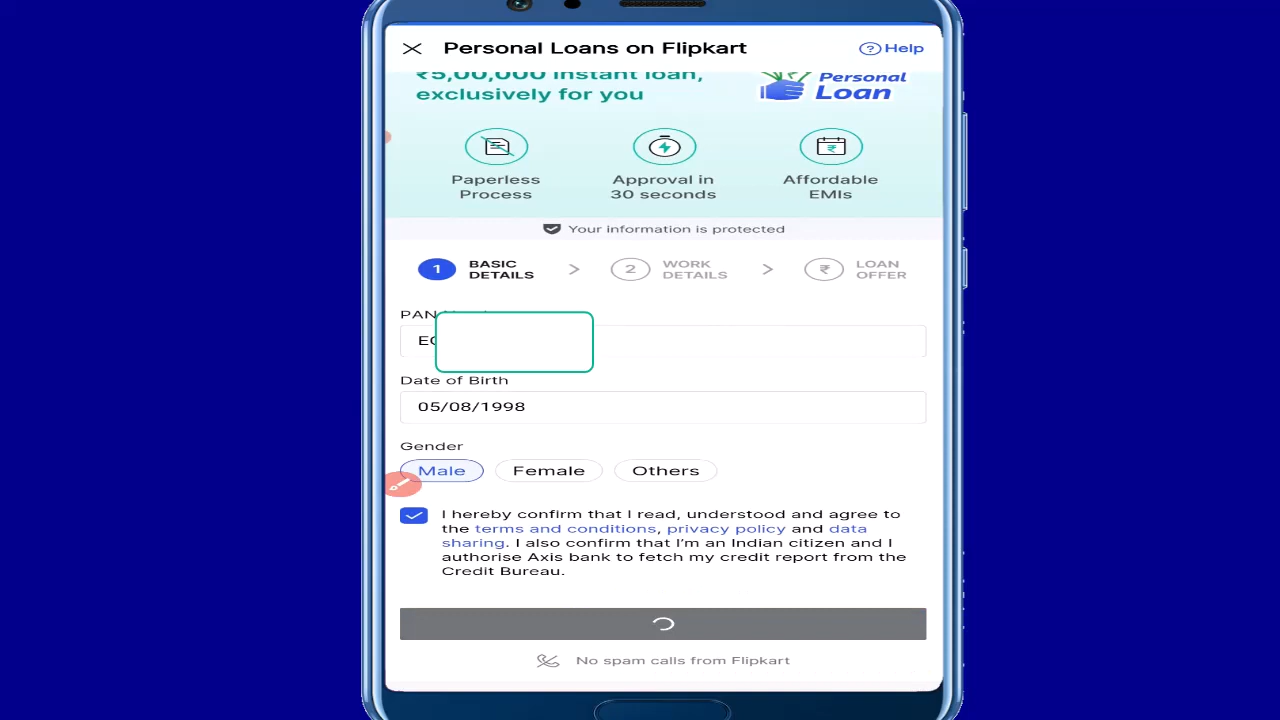 Personal Loans on Flipkart
Help
₹5,00,000 instant loan,
exclusively for you
Personal
Loan
Paperless
Process
Approval in
30 seconds
Affordable
EMIs
Your information is protected
1 BASIC DETAILS
2 WORK DETAILS
₹ LOAN OFFER
PAN
Date of Birth
05/08/1998
Gender
Male Female Others
I hereby confirm that I read, understood and agree to
the terms and conditions, privacy policy and data
sharing. I also confirm that I'm an Indian citizen and I
authorise Axis bank to fetch my credit report from the
Credit Bureau.
No spam calls from Flipkart